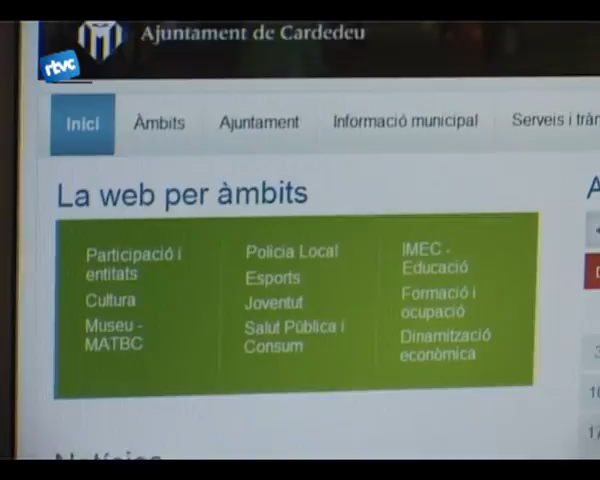 Ajuntament de Cardedeu
rtvc
Inici
Àmbits
Ajuntament
Informació municipal
Serveis i
La web per àmbits
Participació i
entitats
Cultura
Museu -
MATBC
Policia Local
Esports
Joventut
Salut Pública i
Consum
IMEC -
Educació
Formació i
ocupació
Dinamització
econòmica
Notícies